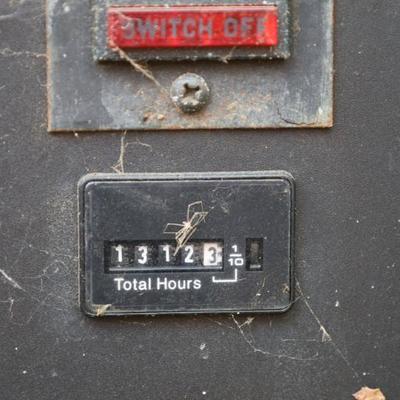 SWITCH OFF
13123 1/10
Total Hours